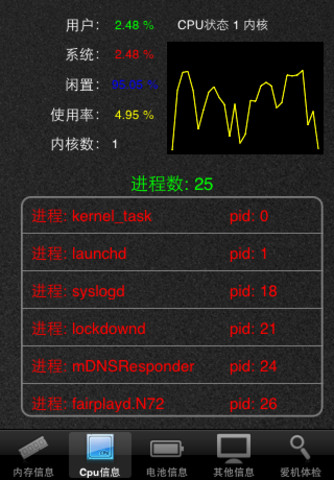 用户: 2.48 %
CPU状态 1 内核
系统: 2.48 %
闲置: 95.05 %
使用率: 4.95 %
内核数: 1
进程数: 25
进程: kernel_task pid: 0
进程: launchd pid: 1
进程: syslogd pid: 18
进程: lockdownd pid: 21
进程: mDNSResponder pid: 24
进程: fairplayd.N72 pid: 26
内存信息 Cpu信息 电池信息 其他信息 爱机体检